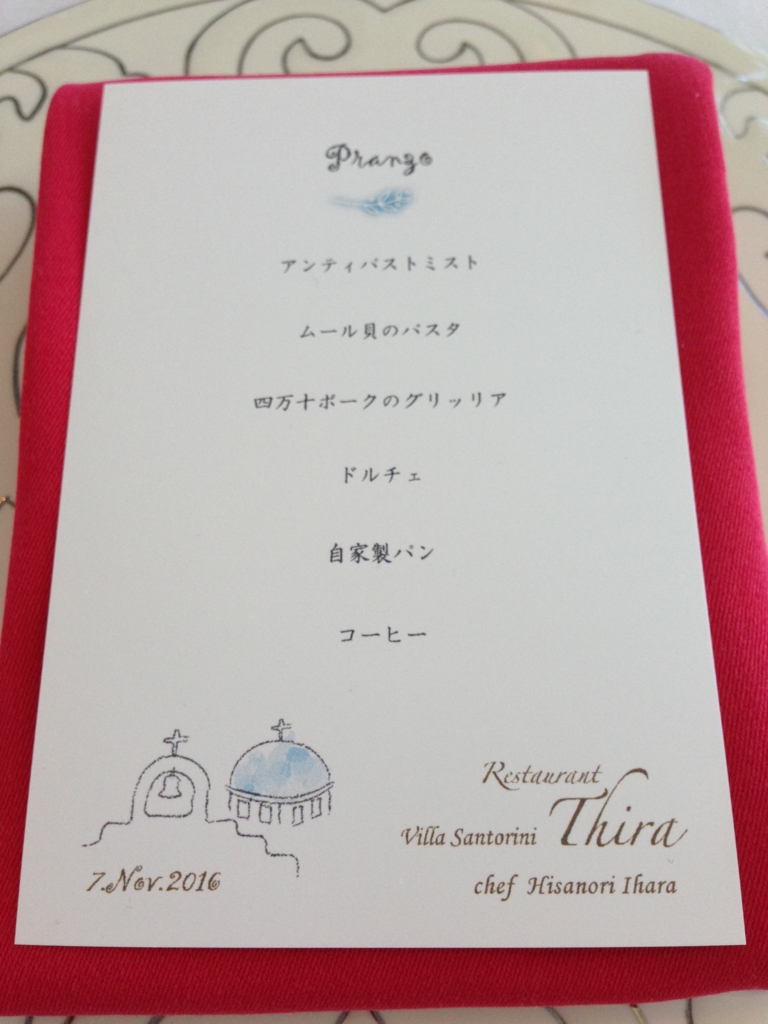 Pranzo
アンティパストミスト
ムール貝のパスタ
四万十ポークのグリッリア
ドルチェ
自家製パン
コーヒー
Restaurant
Villa Santorini Thira
chef Hisanori Ihara
7.Nov.2016